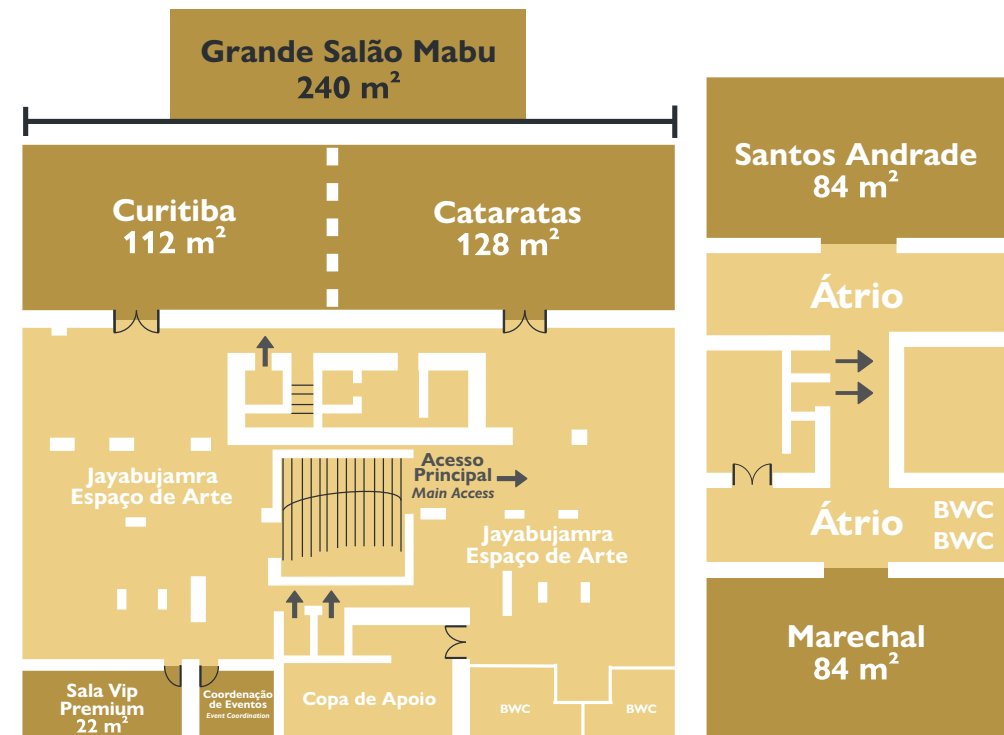 Grande Salão Mabu
240 m²
Curitiba
112 m²
Cataratas
128 m²
Santos Andrade
84 m²
Átrio
Jayabujamra
Espaço de Arte
Acesso
Principal
Main Access
Jayabujamra
Espaço de Arte
Átrio
BWC
BWC
Marechal
84 m²
Sala Vip
Premium
22 m²
Coordenação
de Eventos
Event Coordination
Copa de Apoio
BWC
BWC